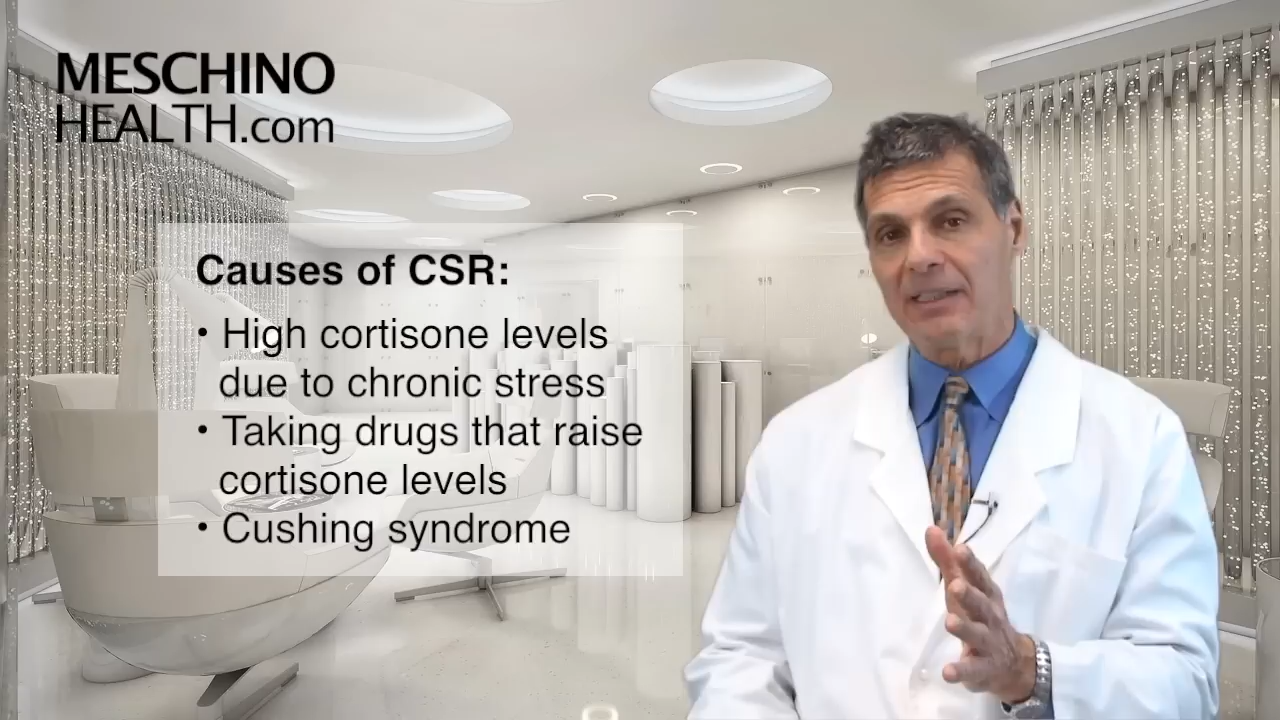 MESCHINO
HEALTH.com
Causes of CSR:
• High cortisone levels
due to chronic stress
• Taking drugs that raise
cortisone levels
• Cushing syndrome